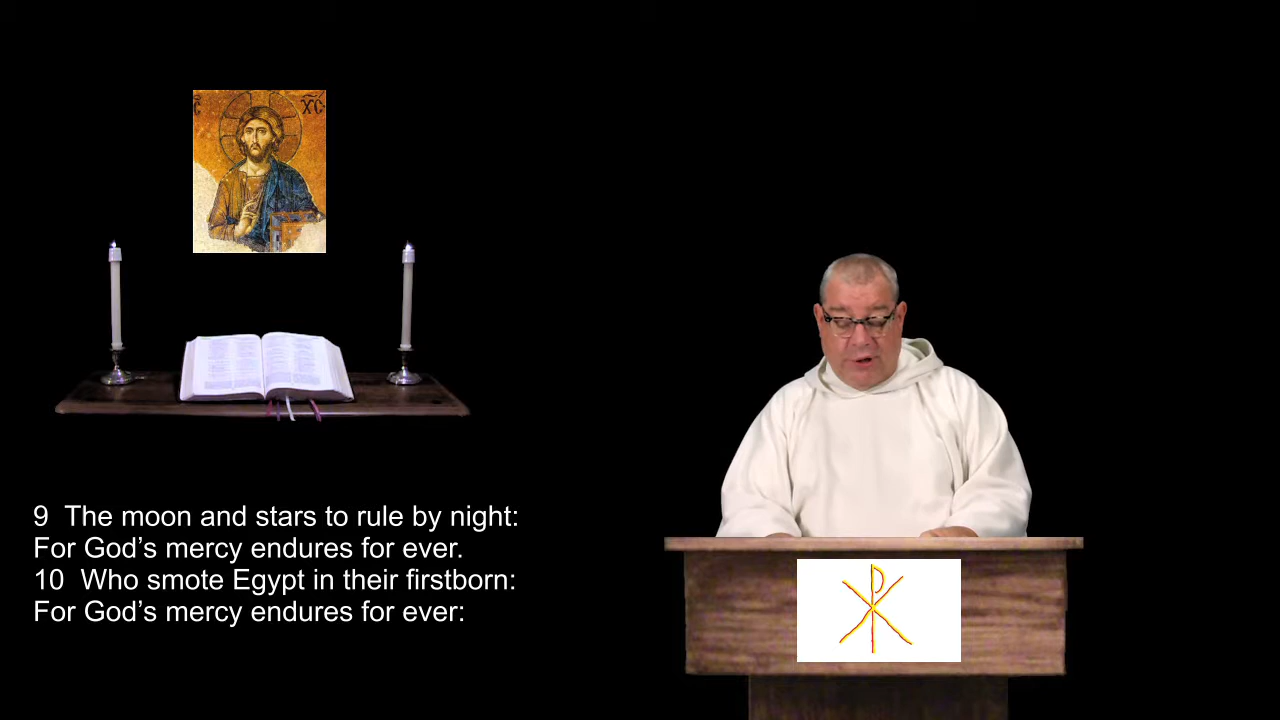 C XC
9 The moon and stars to rule by night:
For God’s mercy endures for ever.
10 Who smote Egypt in their firstborn:
For God’s mercy endures for ever: